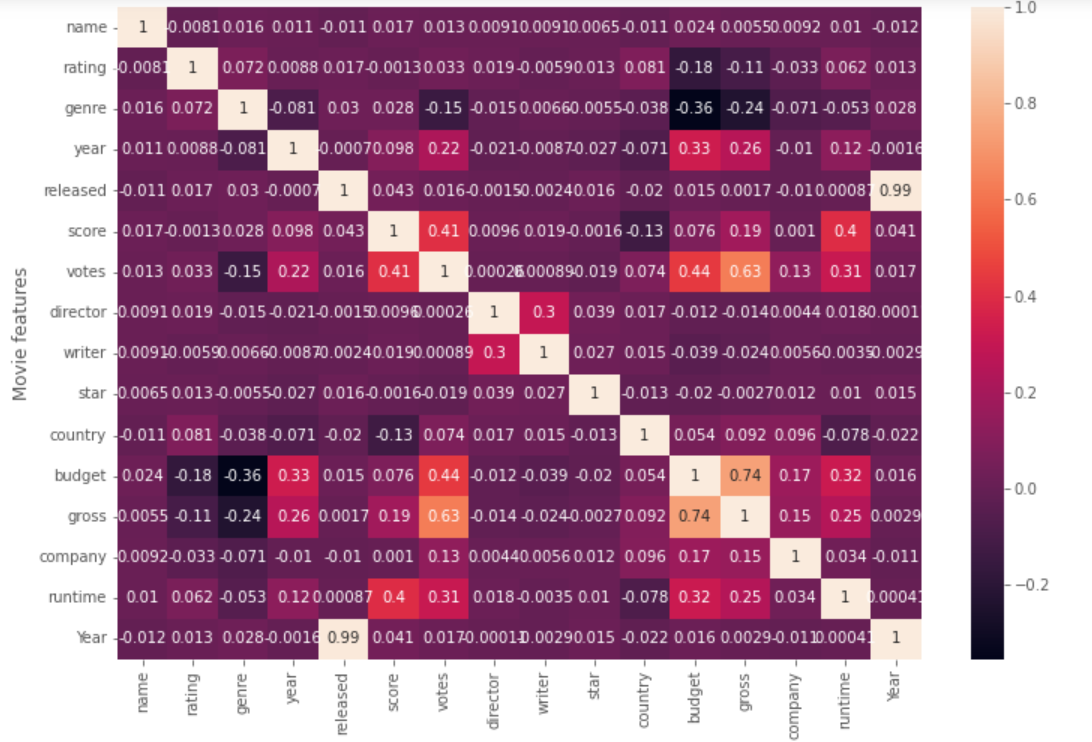 name 1 -0.0081 0.016 0.011 -0.011 0.017 0.013 0.0091 0.0091 0.0065 -0.011 0.024 0.0055 0.0092 0.01 -0.012
rating -0.0081 1 0.072 0.0088 0.017 -0.0013 0.033 0.019 -0.0059 0.013 0.081 -0.18 -0.11 -0.033 0.062 0.013
genre 0.016 0.072 1 -0.081 0.03 0.028 -0.15 -0.015 0.0066 -0.0055 -0.038 -0.36 -0.24 -0.071 -0.053 0.028
year 0.011 0.0088 -0.081 1 -0.0007 0.098 0.22 -0.021 -0.0087 -0.027 -0.071 0.33 0.26 -0.01 0.12 -0.0016
released -0.011 0.017 0.03 -0.0007 1 0.043 0.016 -0.0015 -0.0024 0.016 -0.02 0.015 0.0017 -0.01 0.00087 0.99
score 0.017 -0.0013 0.028 0.098 0.043 1 0.41 0.0096 0.019 -0.0016 -0.13 0.076 0.19 0.001 0.4 0.041
votes 0.013 0.033 -0.15 0.22 0.016 0.41 1 0.00026 0.00089 -0.019 0.074 0.44 0.63 0.13 0.31 0.017
director 0.0091 0.019 -0.015 -0.021 -0.0015 0.0096 0.00026 1 0.3 0.039 0.017 -0.012 -0.014 0.0044 0.018 -0.0001
writer 0.0091 -0.0059 0.0066 -0.0087 -0.0024 0.019 0.00089 0.3 1 0.027 0.015 -0.039 -0.024 0.0056 -0.0035 -0.0029
star 0.0065 0.013 -0.0055 -0.027 0.016 -0.0016 -0.019 0.039 0.027 1 -0.013 -0.02 -0.0027 0.012 0.01 0.015
country -0.011 0.081 -0.038 -0.071 -0.02 -0.13 0.074 0.017 0.015 -0.013 1 0.054 0.092 0.096 -0.078 -0.022
budget 0.024 -0.18 -0.36 0.33 0.015 0.076 0.44 -0.012 -0.039 -0.02 0.054 1 0.74 0.17 0.32 0.016
gross 0.0055 -0.11 -0.24 0.26 0.0017 0.19 0.63 -0.014 -0.024 -0.0027 0.092 0.74 1 0.15 0.25 0.0029
company 0.0092 -0.033 -0.071 -0.01 -0.01 0.001 0.13 0.0044 0.0056 0.012 0.096 0.17 0.15 1 0.034 -0.011
runtime 0.01 0.062 -0.053 0.12 0.00087 0.4 0.31 0.018 -0.0035 0.01 -0.078 0.32 0.25 0.034 1 0.00041
Year -0.012 0.013 0.028 -0.0016 0.99 0.041 0.017 -0.00011 -0.0029 0.015 -0.022 0.016 0.0029 -0.011 0.00041 1
name rating genre year released score votes director writer star country budget gross company runtime Year
Movie features
1.0
0.8
0.6
0.4
0.2
0.0
-0.2